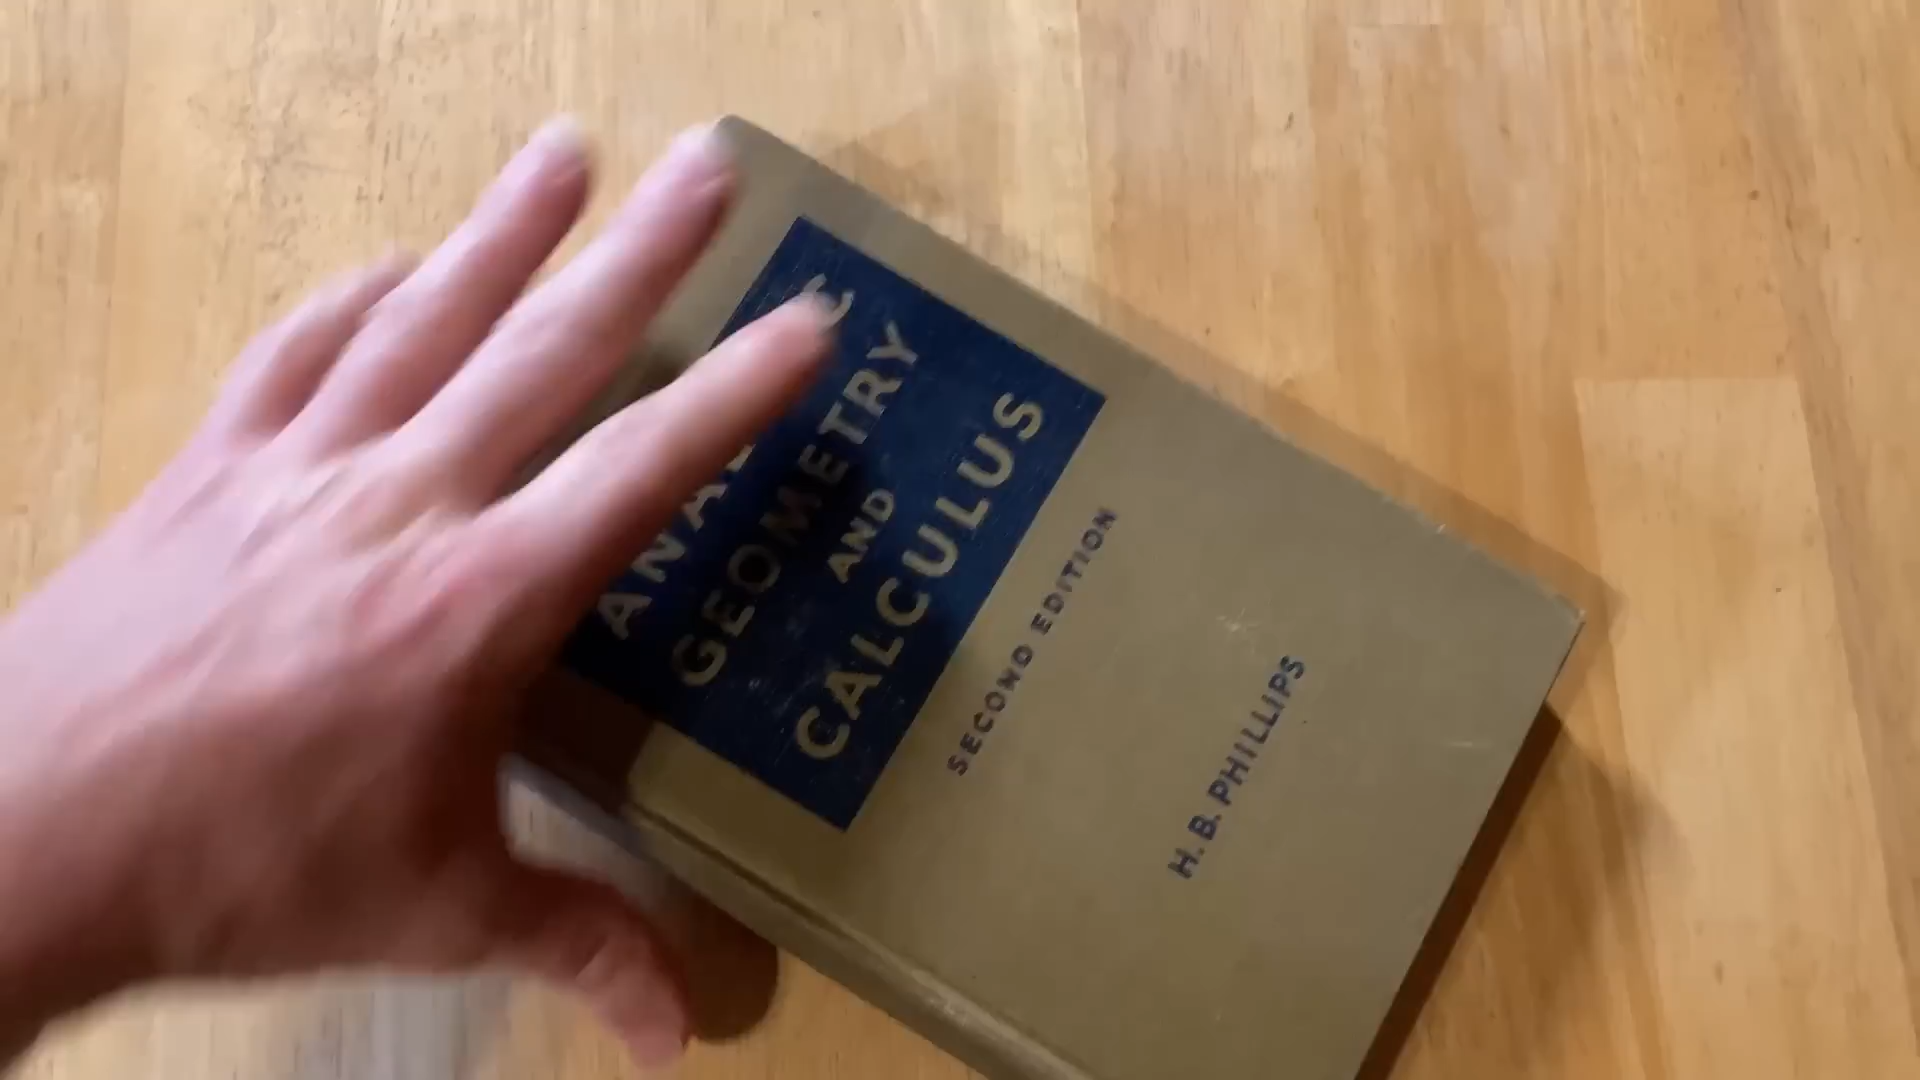 GEOMETRY
AND
CALCULUS
SECOND EDITION
H. B. PHILLIPS